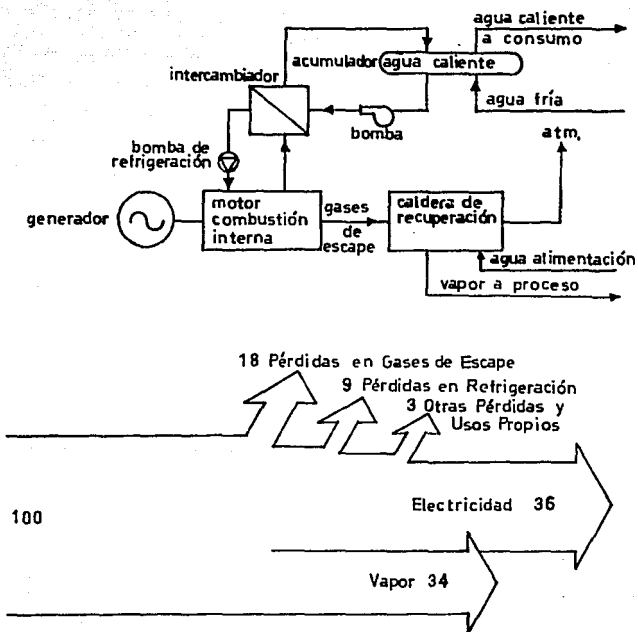 agua caliente
a consumo
acumulador
agua caliente
intercambiador
agua fría
bomba
bomba de
refrigeración
atm.
generador
motor
combustión
interna
gases
de
escape
caldera de
recuperación
agua alimentación
vapor a proceso
18 Pérdidas en Gases de Escape
9 Pérdidas en Refrigeración
3 Otras Pérdidas y
Usos Propios
100
Electricidad 36
Vapor 34